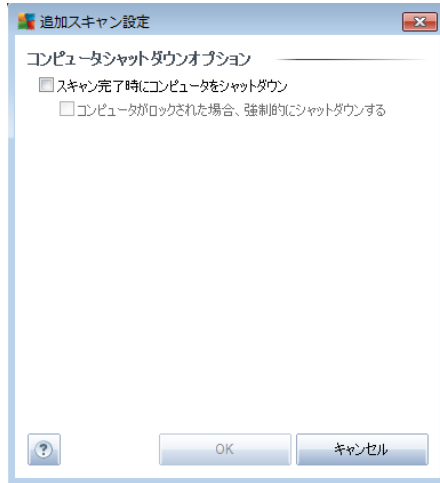 追加スキャン設定
コンピュータシャットダウンオプション
スキャン完了時にコンピュータをシャットダウン
コンピュータがロックされた場合、強制的にシャットダウンする
?
OK
キャンセル